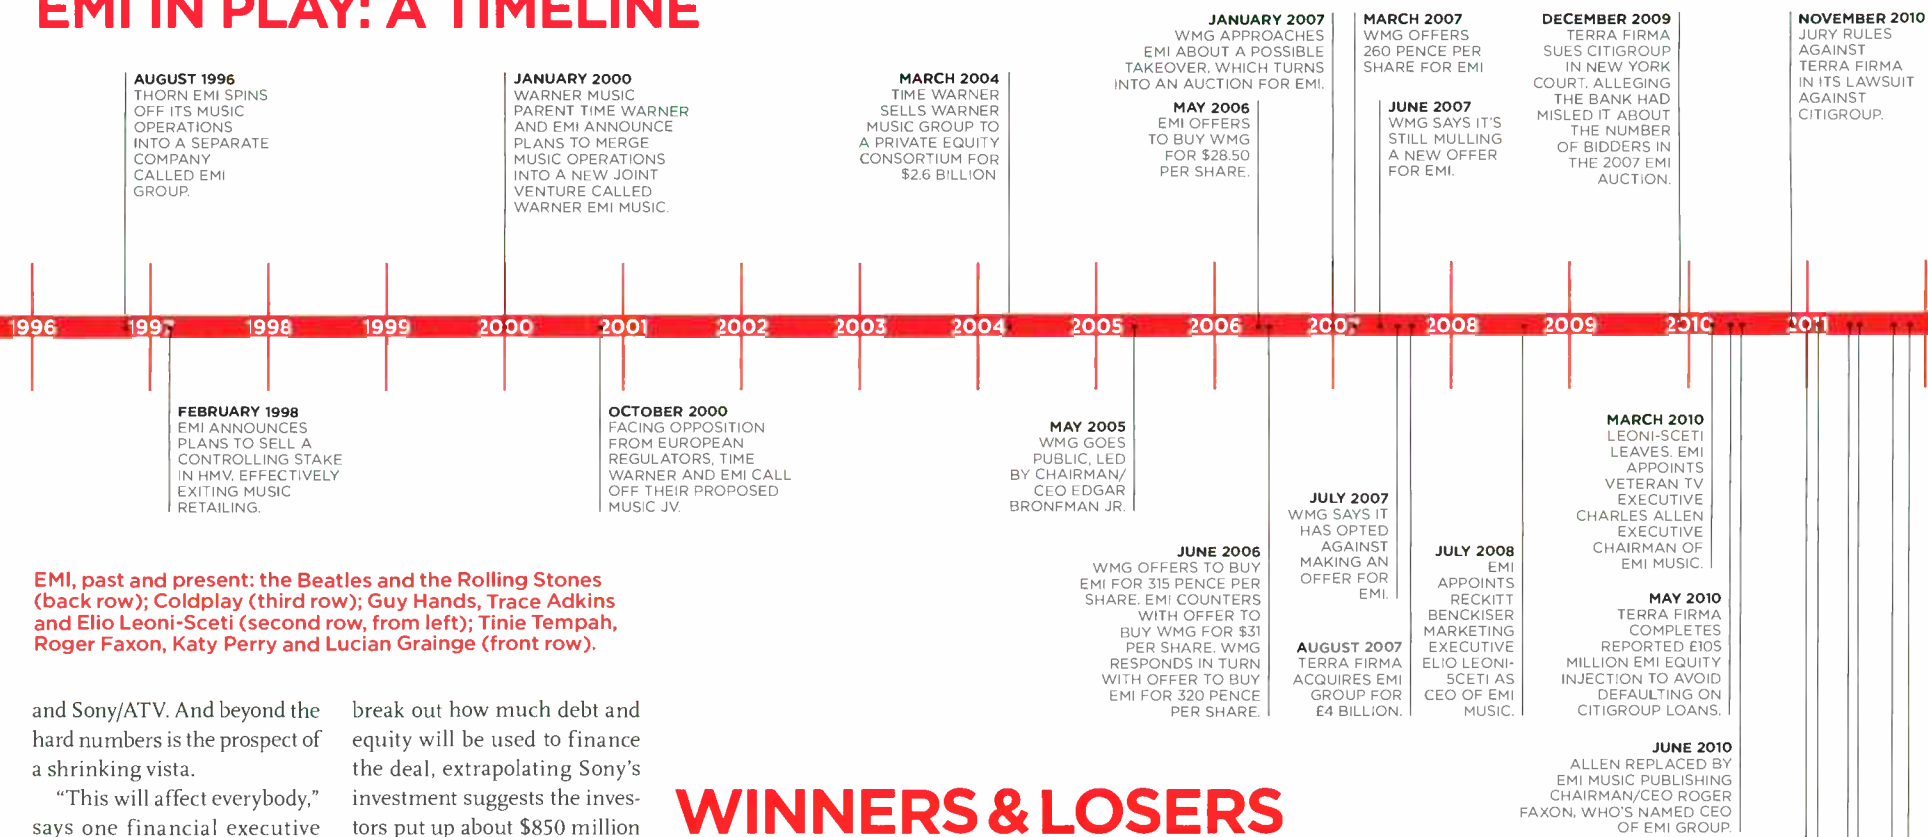 EMI IN PLAY: A TIMELINE
AUGUST 1996
THORN EMI SPINS
OFF ITS MUSIC
OPERATIONS
INTO A SEPARATE
COMPANY
CALLED EMI
GROUP.
JANUARY 2000
WARNER MUSIC
PARENT TIME WARNER
AND EMI ANNOUNCE
PLANS TO MERGE
MUSIC OPERATIONS
INTO A NEW JOINT
VENTURE CALLED
WARNER EMI MUSIC.
MARCH 2004
TIME WARNER
SELLS WARNER
MUSIC GROUP TO
A PRIVATE EQUITY
CONSORTIUM FOR
$2.6 BILLION
JANUARY 2007
WMG APPROACHES
EMI ABOUT A POSSIBLE
TAKEOVER, WHICH TURNS
INTO AN AUCTION FOR EMI.
MAY 2006
EMI OFFERS
TO BUY WMG
FOR $28.50
PER SHARE.
MARCH 2007
WMG OFFERS
260 PENCE PER
SHARE FOR EMI
JUNE 2007
WMG SAYS IT'S
STILL MULLING
A NEW OFFER
FOR EMI.
DECEMBER 2009
TERRA FIRMA
SUES CITIGROUP
IN NEW YORK
COURT, ALLEGING
THE BANK HAD
MISLED IT ABOUT
THE NUMBER
OF BIDDERS IN
THE 2007 EMI
AUCTION.
NOVEMBER 2010
JURY RULES
AGAINST
TERRA FIRMA
IN ITS LAWSUIT
AGAINST
CITIGROUP.
1996 1997 1998 1999 2000 2001 2002 2003 2004 2005 2006 2007 2008 2009 2010 2011
FEBRUARY 1998
EMI ANNOUNCES
PLANS TO SELL A
CONTROLLING STAKE
IN HMV, EFFECTIVELY
EXITING MUSIC
RETAILING.
OCTOBER 2000
FACING OPPOSITION
FROM EUROPEAN
REGULATORS, TIME
WARNER AND EMI CALL
OFF THEIR PROPOSED
MUSIC JV.
MAY 2005
WMG GOES
PUBLIC, LED
BY CHAIRMAN/
CEO EDGAR
BRONFMAN JR.
JUNE 2006
WMG OFFERS TO BUY
EMI FOR 315 PENCE PER
SHARE. EMI COUNTERS
WITH OFFER TO
BUY WMG FOR $31
PER SHARE. WMG
RESPONDS IN TURN
WITH OFFER TO BUY
EMI FOR 320 PENCE
PER SHARE.
JULY 2007
WMG SAYS IT
HAS OPTED
AGAINST
MAKING AN
OFFER FOR
EMI.
AUGUST 2007
TERRA FIRMA
ACQUIRES EMI
GROUP FOR
£4 BILLION.
JULY 2008
EMI
APPOINTS
RECKITT
BENCKISER
MARKETING
EXECUTIVE
ELIO LEONI-
SCETI AS
CEO OF EMI
MUSIC.
MARCH 2010
LEONI-SCETI
LEAVES. EMI
APPOINTS
VETERAN TV
EXECUTIVE
CHARLES ALLEN
EXECUTIVE
CHAIRMAN OF
EMI MUSIC.
MAY 2010
TERRA FIRMA
COMPLETES
REPORTED £105
MILLION EMI EQUITY
INJECTION TO AVOID
DEFAULTING ON
CITIGROUP LOANS.
JUNE 2010
ALLEN REPLACED BY
EMI MUSIC PUBLISHING
CHAIRMAN/CEO ROGER
FAXON, WHO'S NAMED CEO
OF EMI GROUP.
EMI, past and present: the Beatles and the Rolling Stones
(back row); Coldplay (third row); Guy Hands, Trace Adkins
and Elio Leoni-Sceti (second row, from left); Tinie Tempah,
Roger Faxon, Katy Perry and Lucian Grainge (front row).
and Sony/ATV. And beyond the
hard numbers is the prospect of
a shrinking vista.
"This will affect everybody,"
says one financial executive
break out how much debt and
equity will be used to finance
the deal, extrapolating Sony's
investment suggests the inves-
tors put up about $850 million
WINNERS & LOSERS